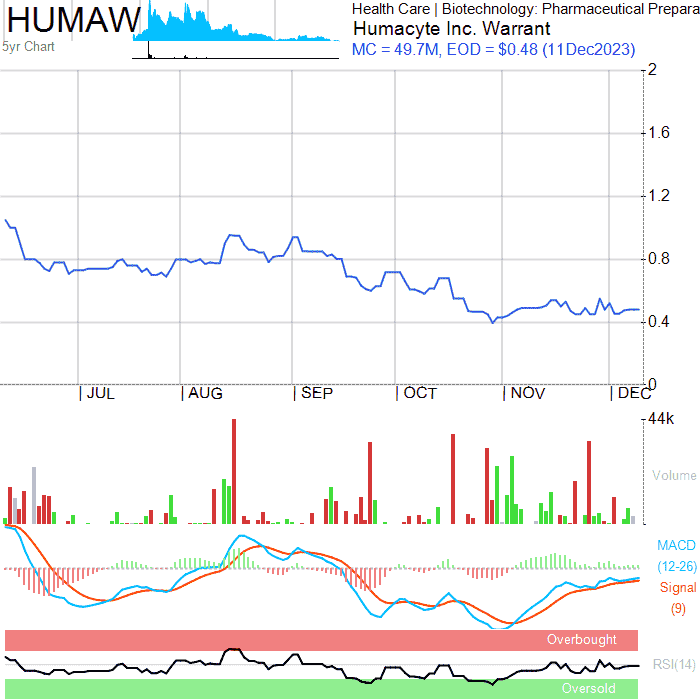 HUMAW
5yr Chart
Health Care | Biotechnology: Pharmaceutical Prepara
Humacyte Inc. Warrant
MC = 49.7M, EOD = $0.48 (11Dec2023)
2
1.6
1.2
0.8
0.4
0
| JUL | AUG | SEP | OCT | NOV | DEC
44k
Volume
MACD
(12-26)
Signal
(9)
Overbought
RSI(14)
Oversold